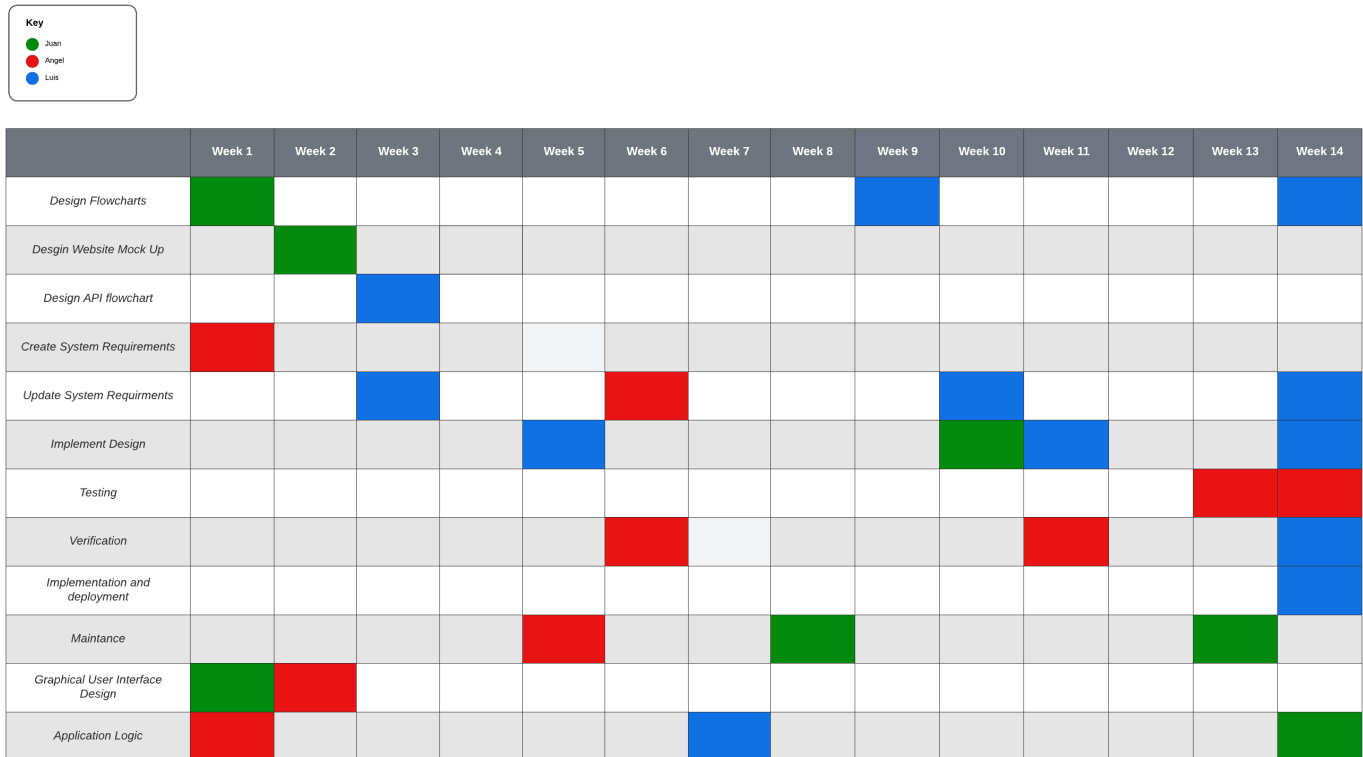 Key
Juan
Angel
Luis
Week 1 Week 2 Week 3 Week 4 Week 5 Week 6 Week 7 Week 8 Week 9 Week 10 Week 11 Week 12 Week 13 Week 14
Design Flowcharts
Desgin Website Mock Up
Design API flowchart
Create System Requirements
Update System Requirments
Implement Design
Testing
Verification
Implementation and
deployment
Maintance
Graphical User Interface
Design
Application Logic